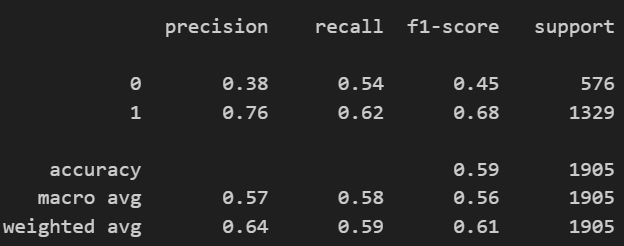 precision recall f1-score support
0 0.38 0.54 0.45 576
1 0.76 0.62 0.68 1329
accuracy 0.59 1905
macro avg 0.57 0.58 0.56 1905
weighted avg 0.64 0.59 0.61 1905